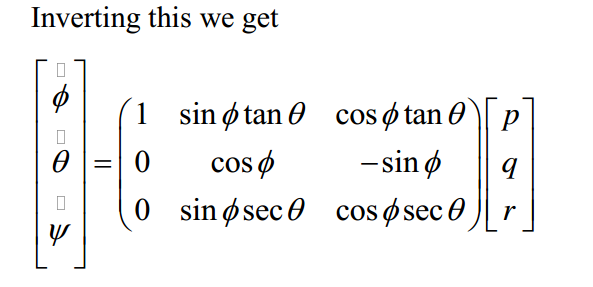 Inverting this we get
[▯ϕ ▯θ ▯ψ] = (1 sin ϕ tan θ cos ϕ tan θ
0 cos ϕ − sin ϕ
0 sin ϕ sec θ cos ϕ sec θ) [p q r]